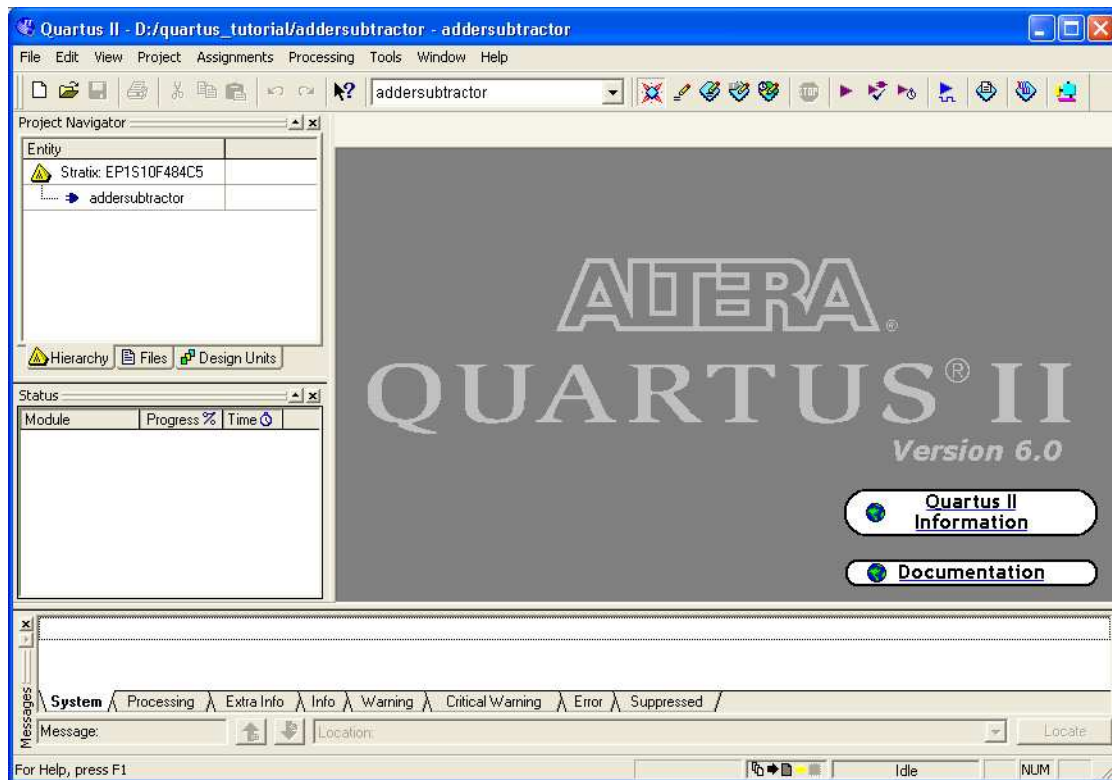 Quartus II - D:/quartus_tutorial/addersubtractor - addersubtractor
File Edit View Project Assignments Processing Tools Window Help
addersubtractor
STOP
Project Navigator
Entity
Stratix: EP1S10F484C5
addersubtractor
Hierarchy Files Design Units
Status
Module Progress % Time
ALTERA®
QUARTUS® II
Version 6.0
Quartus II
Information
Documentation
Messages
System Processing Extra Info Info Warning Critical Warning Error Suppressed
Message: Location: Locate
For Help, press F1 Idle NUM